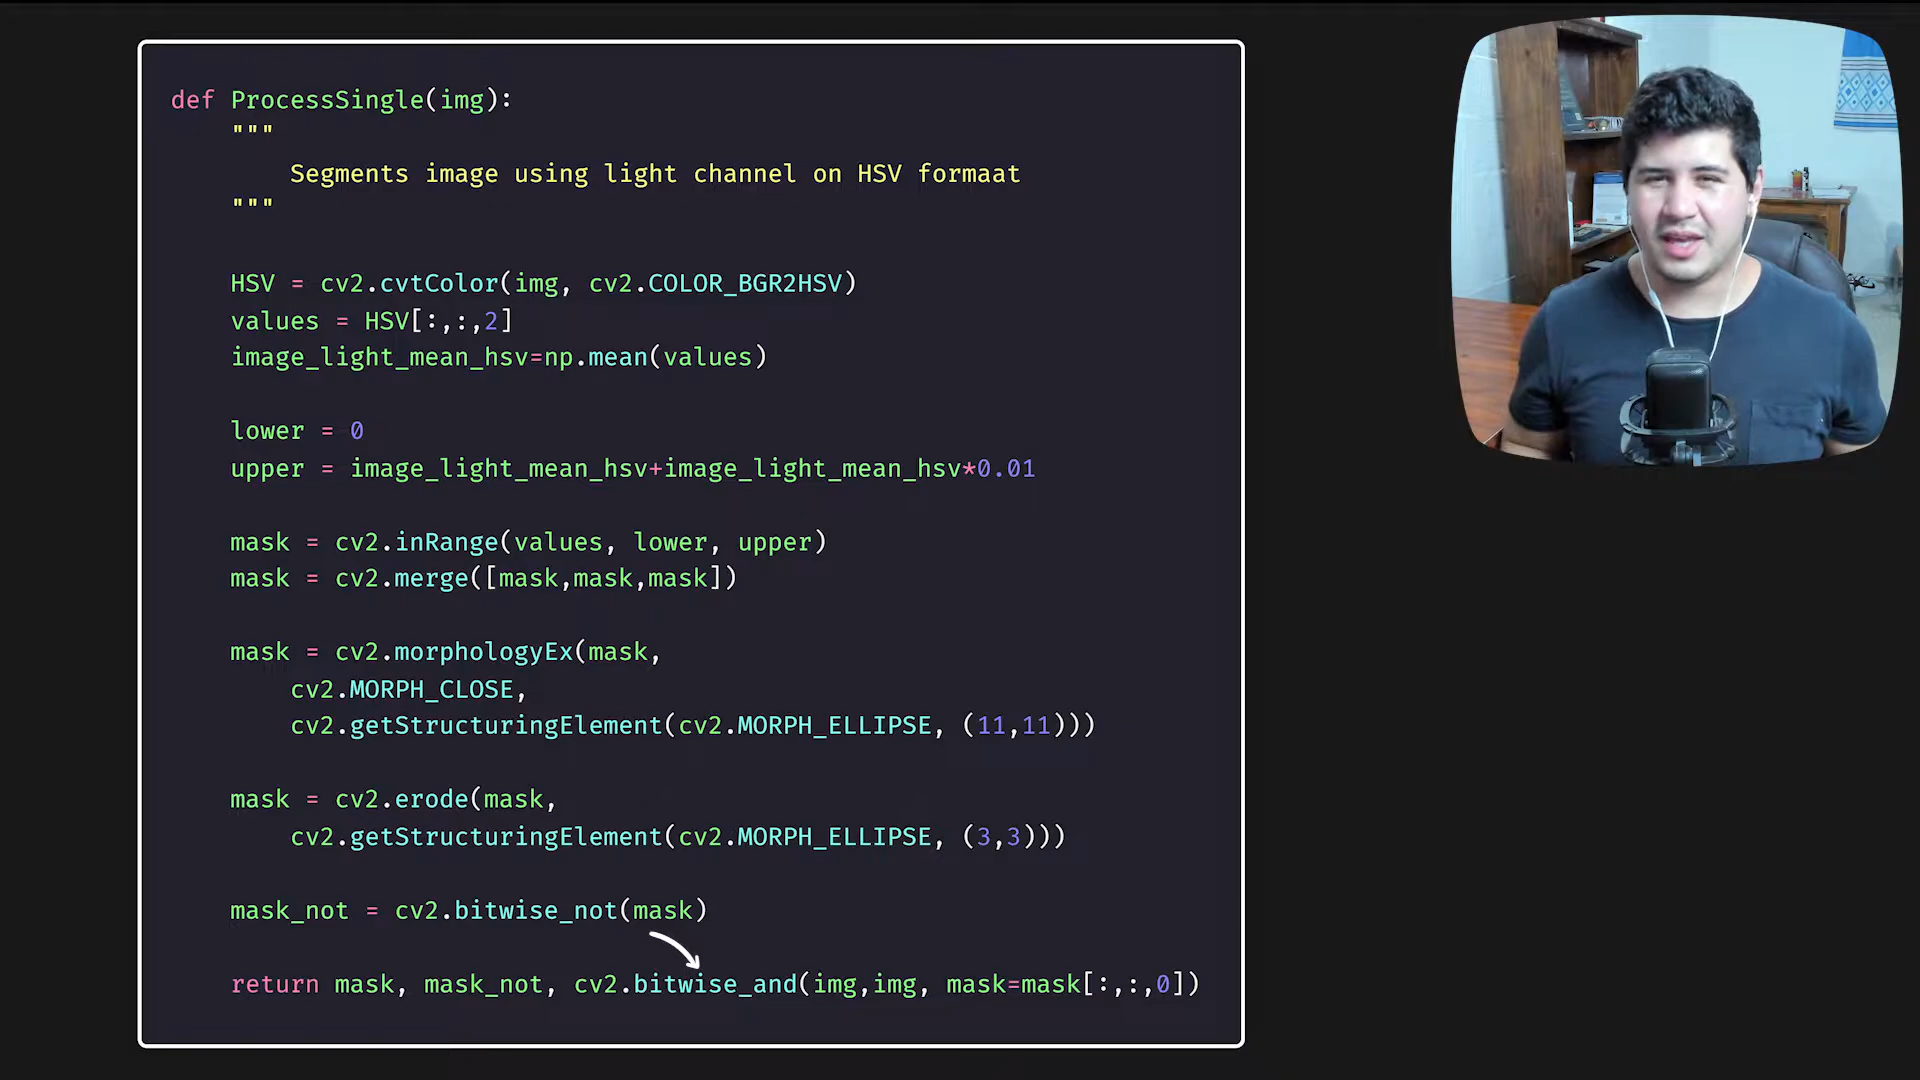 def ProcessSingle(img):
"""
Segments image using light channel on HSV formaat
"""
HSV = cv2.cvtColor(img, cv2.COLOR_BGR2HSV)
values = HSV[:,:,2]
image_light_mean_hsv=np.mean(values)
lower = 0
upper = image_light_mean_hsv+image_light_mean_hsv*0.01
mask = cv2.inRange(values, lower, upper)
mask = cv2.merge([mask,mask,mask])
mask = cv2.morphologyEx(mask,
cv2.MORPH_CLOSE,
cv2.getStructuringElement(cv2.MORPH_ELLIPSE, (11,11)))
mask = cv2.erode(mask,
cv2.getStructuringElement(cv2.MORPH_ELLIPSE, (3,3)))
mask_not = cv2.bitwise_not(mask)
return mask, mask_not, cv2.bitwise_and(img,img, mask=mask[:,:,0])